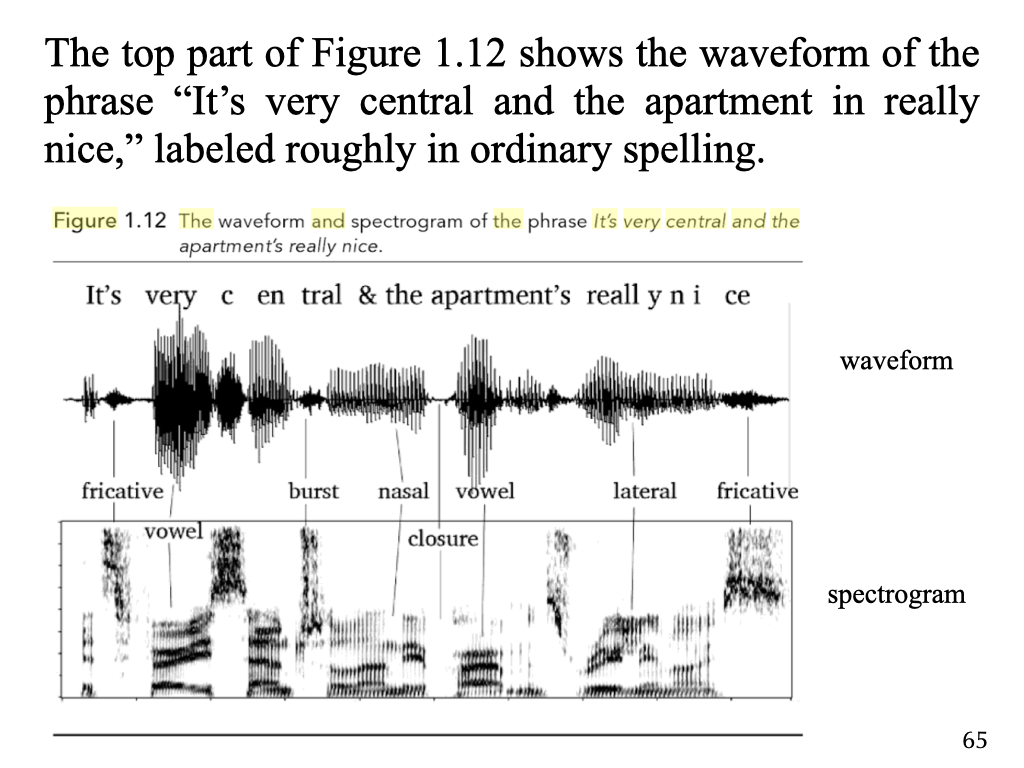 The top part of Figure 1.12 shows the waveform of the
phrase “It’s very central and the apartment in really
nice,” labeled roughly in ordinary spelling.
Figure 1.12 The waveform and spectrogram of the phrase It’s very central and the
apartment’s really nice.
It’s very c en tral & the apartment’s reall y n i ce
waveform
fricative burst nasal vowel lateral fricative
vowel closure
spectrogram
65